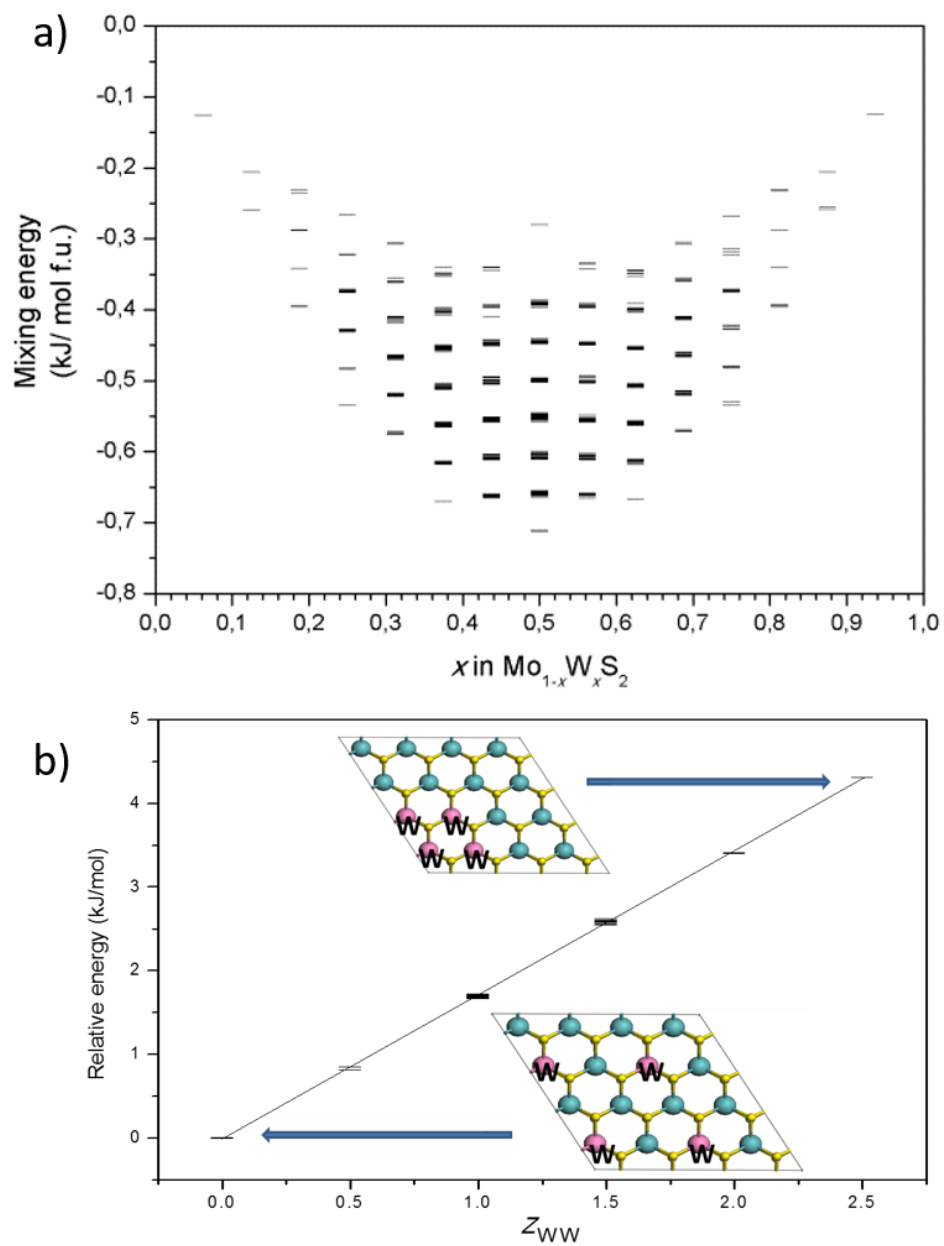 a)
0,0
-0,1
-0,2
-0,3
-0,4
-0,5
-0,6
-0,7
-0,8
Mixing energy
(kJ/ mol f.u.)
0,0 0,1 0,2 0,3 0,4 0,5 0,6 0,7 0,8 0,9 1,0
x in Mo1-xWxS2
b)
5
4
3
2
1
0
Relative energy (kJ/mol)
W W
W W
W W
W W
0.0 0.5 1.0 1.5 2.0 2.5
zWW